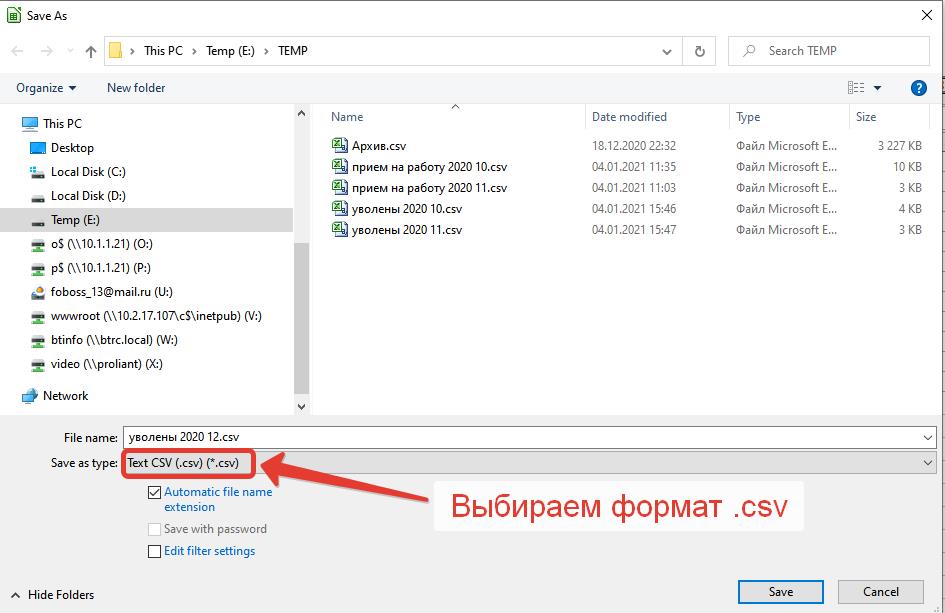 Save As
This PC > Temp (E:) > TEMP
Search TEMP
Organize
New folder
?
This PC
Desktop
Local Disk (C:)
Local Disk (D:)
Temp (E:)
o$ (\\10.1.1.21) (O:)
p$ (\\10.1.1.21) (P:)
foboss_13@mail.ru (U:)
wwwroot (\\10.2.17.107\c$\inetpub) (V:)
btinfo (\\btrc.local) (W:)
video (\\proliant) (X:)
Network
Name Date modified Type Size
Архив.csv 18.12.2020 22:32 Файл Microsoft E... 3 227 KB
прием на работу 2020 10.csv 04.01.2021 11:35 Файл Microsoft E... 10 KB
прием на работу 2020 11.csv 04.01.2021 11:03 Файл Microsoft E... 3 KB
уволены 2020 10.csv 04.01.2021 15:46 Файл Microsoft E... 4 KB
уволены 2020 11.csv 04.01.2021 15:47 Файл Microsoft E... 3 KB
File name: уволены 2020 12.csv
Save as type: Text CSV (.csv) (*.csv)
Automatic file name
extension
Save with password
Edit filter settings
Выбираем формат .csv
Hide Folders
Save
Cancel